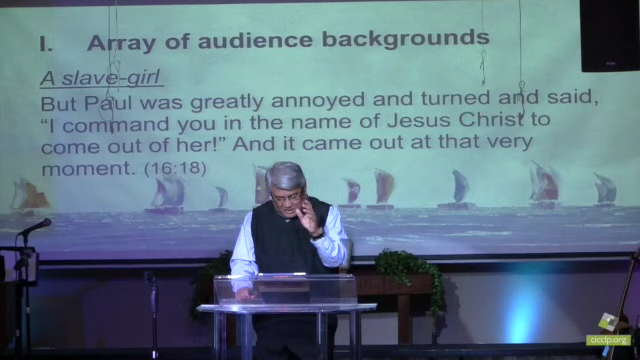 I. Array of audience backgrounds
A slave-girl
But Paul was greatly annoyed and turned and said,
“I command you in the name of Jesus Christ to
come out of her!” And it came out at that very
moment. (16:18)
cicclp.org